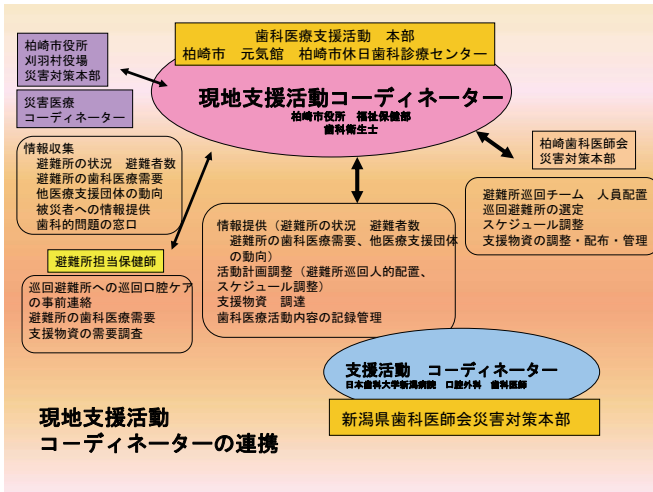 歯科医療支援活動　本部
柏崎市　元気館　柏崎市休日歯科診療センター
柏崎市役所
刈羽村役場
災害対策本部
災害医療
コーディネーター
現地支援活動コーディネーター
柏崎市役所　福祉保健部
歯科衛生士
柏崎歯科医師会
災害対策本部
情報収集
避難所の状況　避難者数
避難所の歯科医療需要
他医療支援団体の動向
被災者への情報提供
歯科的問題の窓口
避難所巡回チーム　人員配置
巡回避難所の選定
スケジュール調整
支援物資の調整・配布・管理
情報提供（避難所の状況　避難者数
避難所の歯科医療需要、他医療支援団体
の動向）
活動計画調整（避難所巡回人的配置、
スケジュール調整）
支援物資　調達
歯科医療活動内容の記録管理
避難所担当保健師
巡回避難所への巡回口腔ケア
の事前連絡
避難所の歯科医療需要
支援物資の需要調査
支援活動　コーディネーター
日本歯科大学新潟病院　口腔外科　歯科医師
新潟県歯科医師会災害対策本部
現地支援活動
コーディネーターの連携